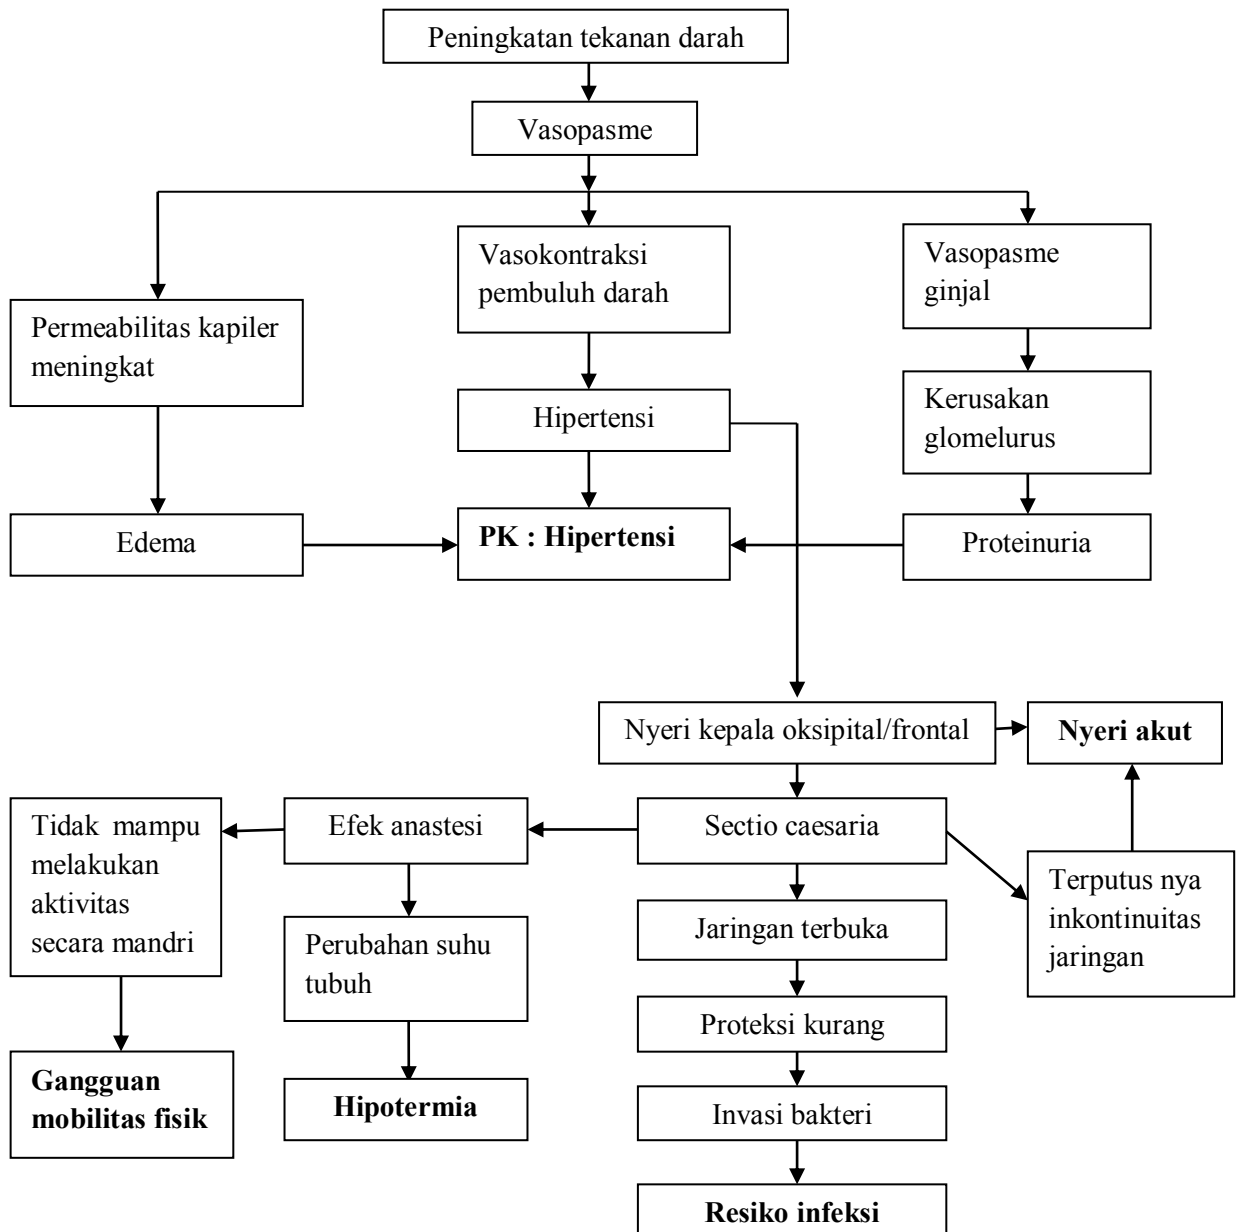 Peningkatan tekanan darah
Vasopasme
Vasokontraksi
pembuluh darah
Vasopasme
ginjal
Permeabilitas kapiler
meningkat
Hipertensi
Kerusakan
glomelurus
Edema
PK : Hipertensi
Proteinuria
Nyeri kepala oksipital/frontal
Nyeri akut
Tidak mampu
melakukan
aktivitas
secara mandri
Efek anastesi
Sectio caesaria
Terputus nya
inkontinuitas
jaringan
Perubahan suhu
tubuh
Jaringan terbuka
Proteksi kurang
Gangguan
mobilitas fisik
Hipotermia
Invasi bakteri
Resiko infeksi